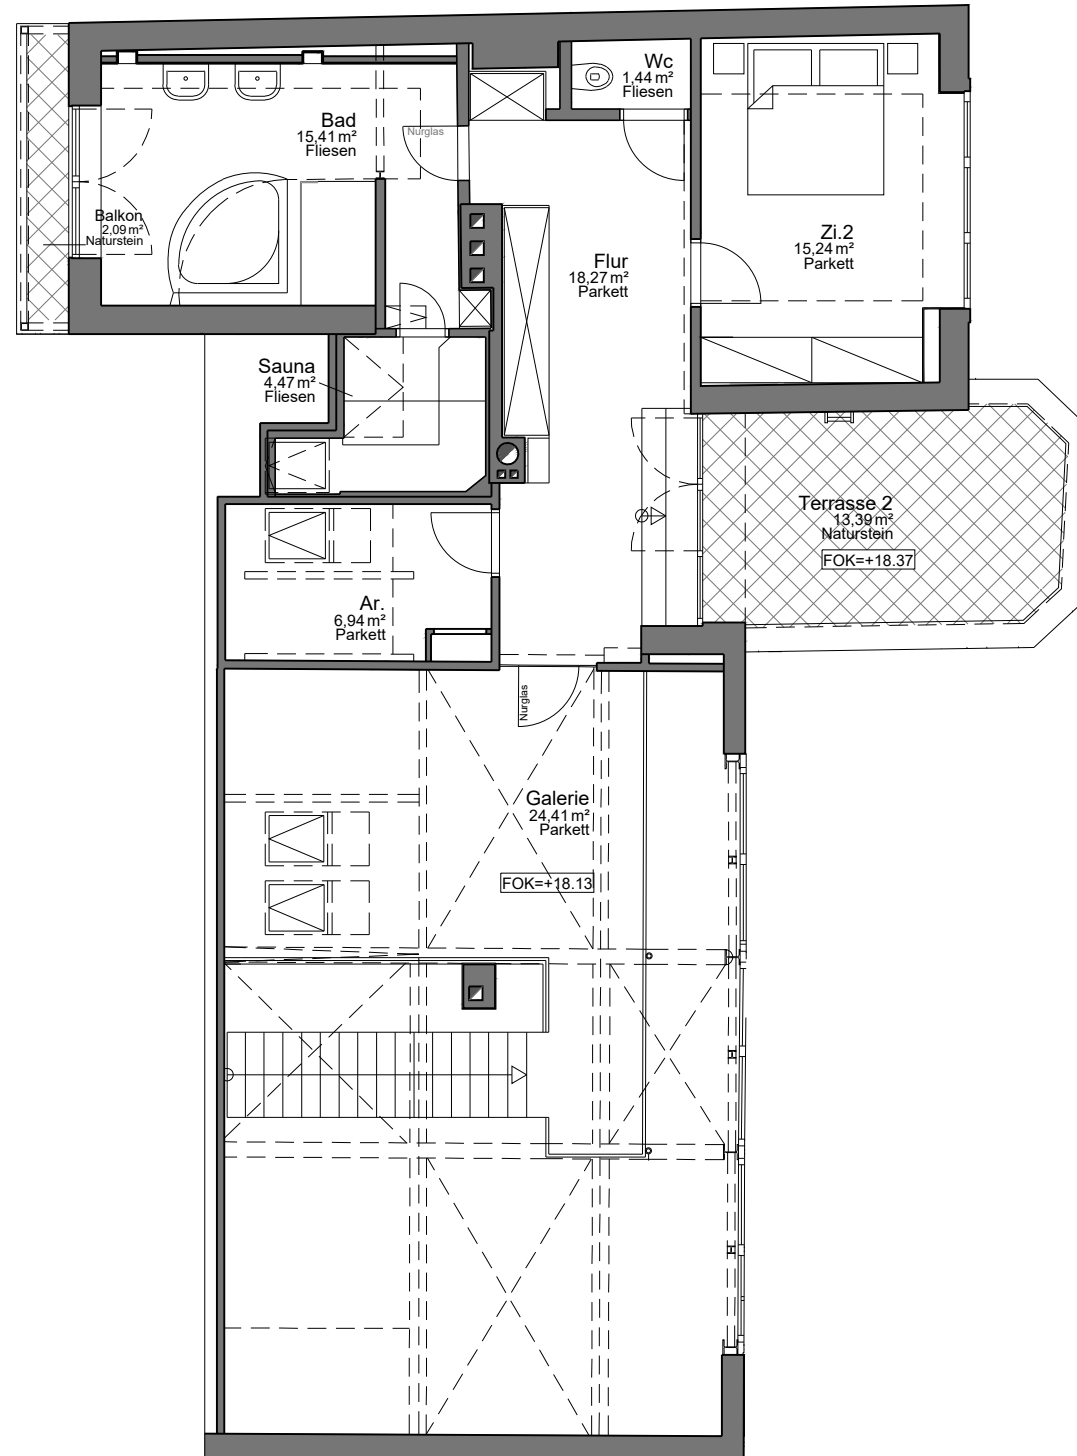 Wc
1,44 m²
Fliesen
Bad
15,41 m²
Fliesen
Nurglas
Balkon
2,09 m²
Naturstein
Flur
18,27 m²
Parkett
Zi.2
15,24 m²
Parkett
Sauna
4,47 m²
Fliesen
Terrasse 2
13,39 m²
Naturstein
FOK=+18.37
Ar.
6,94 m²
Parkett
Nurglas
Galerie
24,41 m²
Parkett
FOK=+18.13